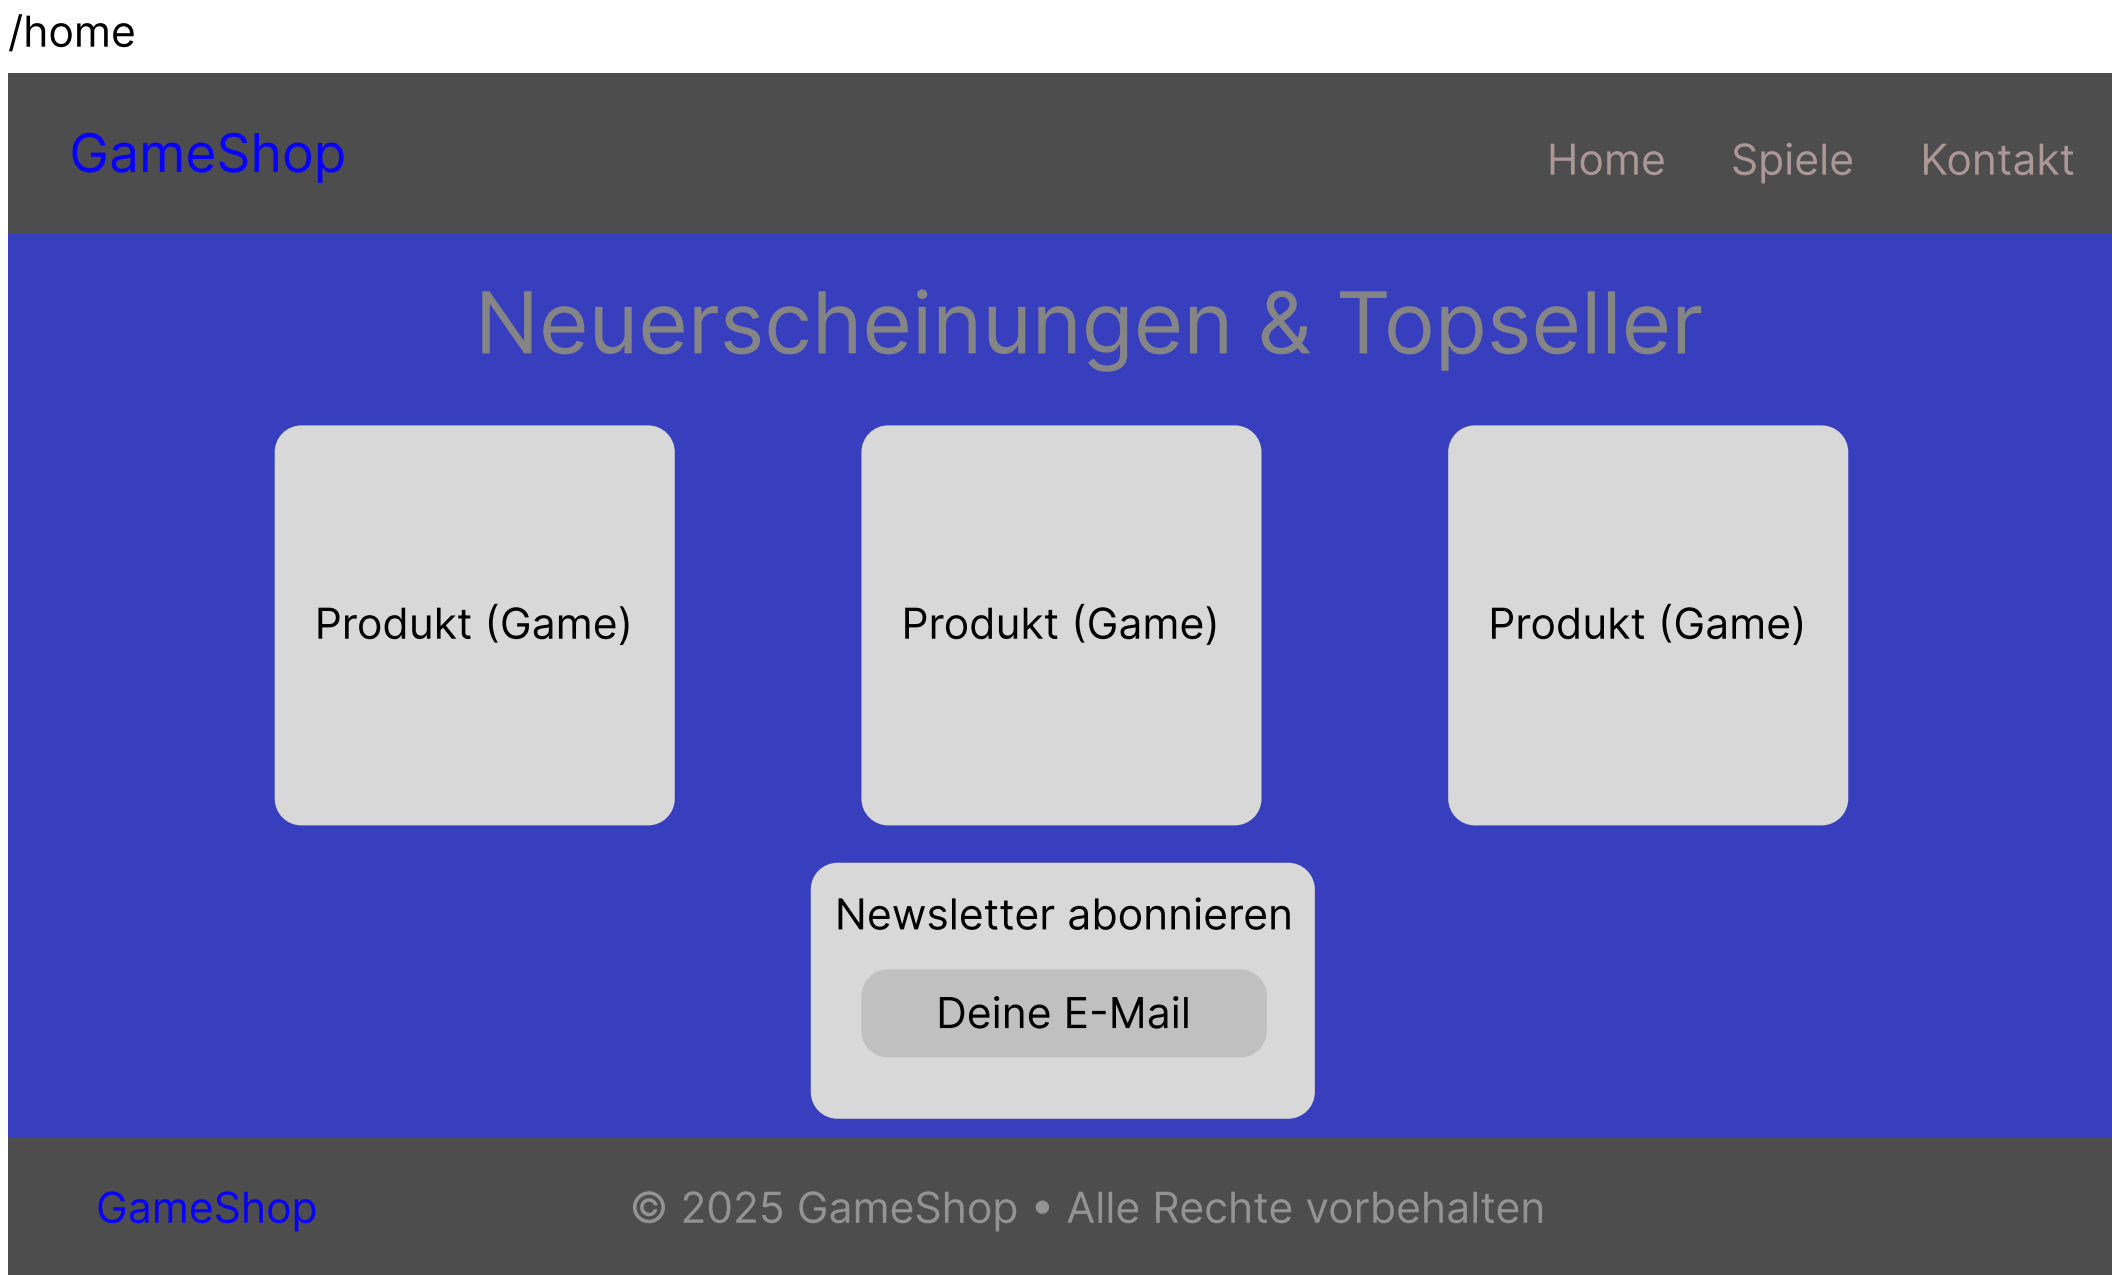 /home
GameShop
Home Spiele Kontakt
Neuerscheinungen & Topseller
Produkt (Game) Produkt (Game) Produkt (Game)
Newsletter abonnieren
Deine E-Mail
GameShop
© 2025 GameShop • Alle Rechte vorbehalten